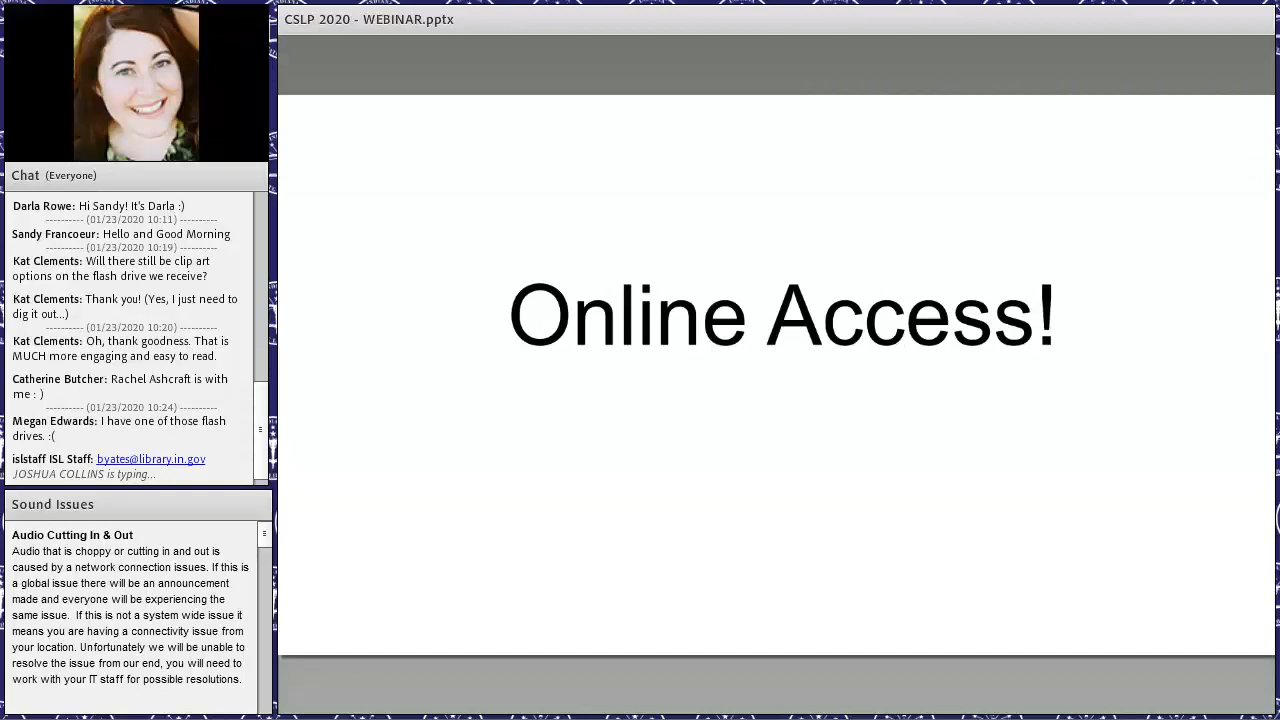 CSLP 2020 - WEBINAR.pptx
Chat (Everyone)
Darla Rowe: Hi Sandy! It's Darla :)
---------- (01/23/2020 10:11) ----------
Sandy Francoeur: Hello and Good Morning
---------- (01/23/2020 10:19) ----------
Kat Clements: Will there still be clip art
options on the flash drive we receive?
Kat Clements: Thank you! (Yes, I just need to
dig it out...)
---------- (01/23/2020 10:20) ----------
Kat Clements: Oh, thank goodness. That is
MUCH more engaging and easy to read.
Catherine Butcher: Rachel Ashcraft is with
me : )
---------- (01/23/2020 10:24) ----------
Megan Edwards: I have one of those flash
drives. :(
islstaff ISL Staff: byates@library.in.gov
JOSHUA COLLINS is typing...
Sound Issues
Audio Cutting In & Out
Audio that is choppy or cutting in and out is
caused by a network connection issues. If this is
a global issue there will be an announcement
made and everyone will be experiencing the
same issue.  If this is not a system wide issue it
means you are having a connectivity issue from
your location. Unfortunately we will be unable to
resolve the issue from our end, you will need to
work with your IT staff for possible resolutions.
Online Access!